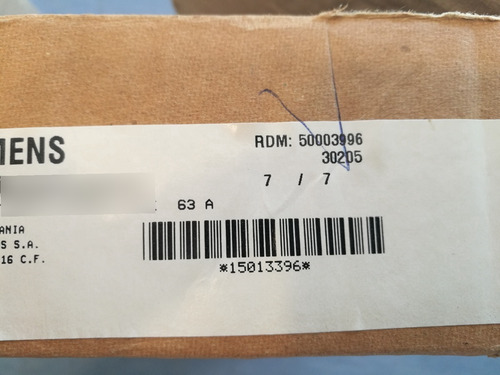 MENS
RDM: 50003996
30205
7 / 7
63 A
ANIA
S S.A.
16 C.F.
*15013396*